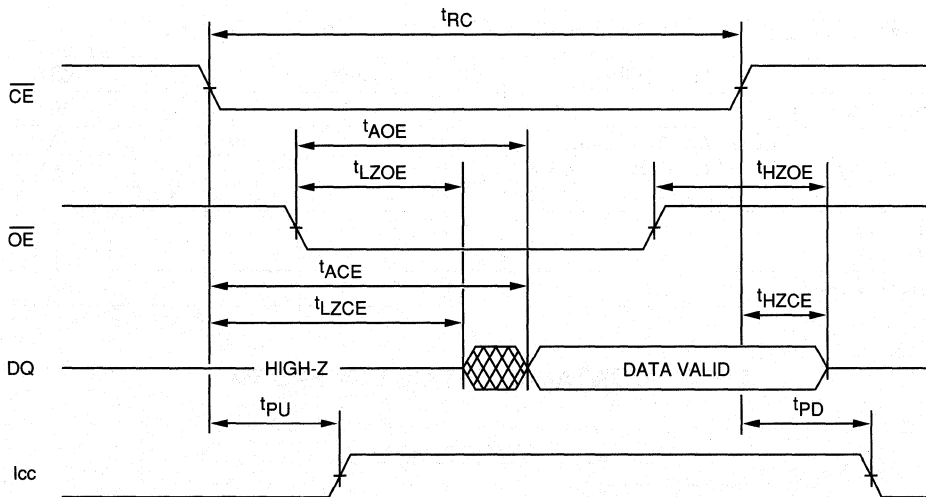 tRC
CE
tAOE
tLZOE
tHZOE
OE
tACE
tLZCE
tHZCE
DQ
HIGH-Z
DATA VALID
tPU
tPD
Icc